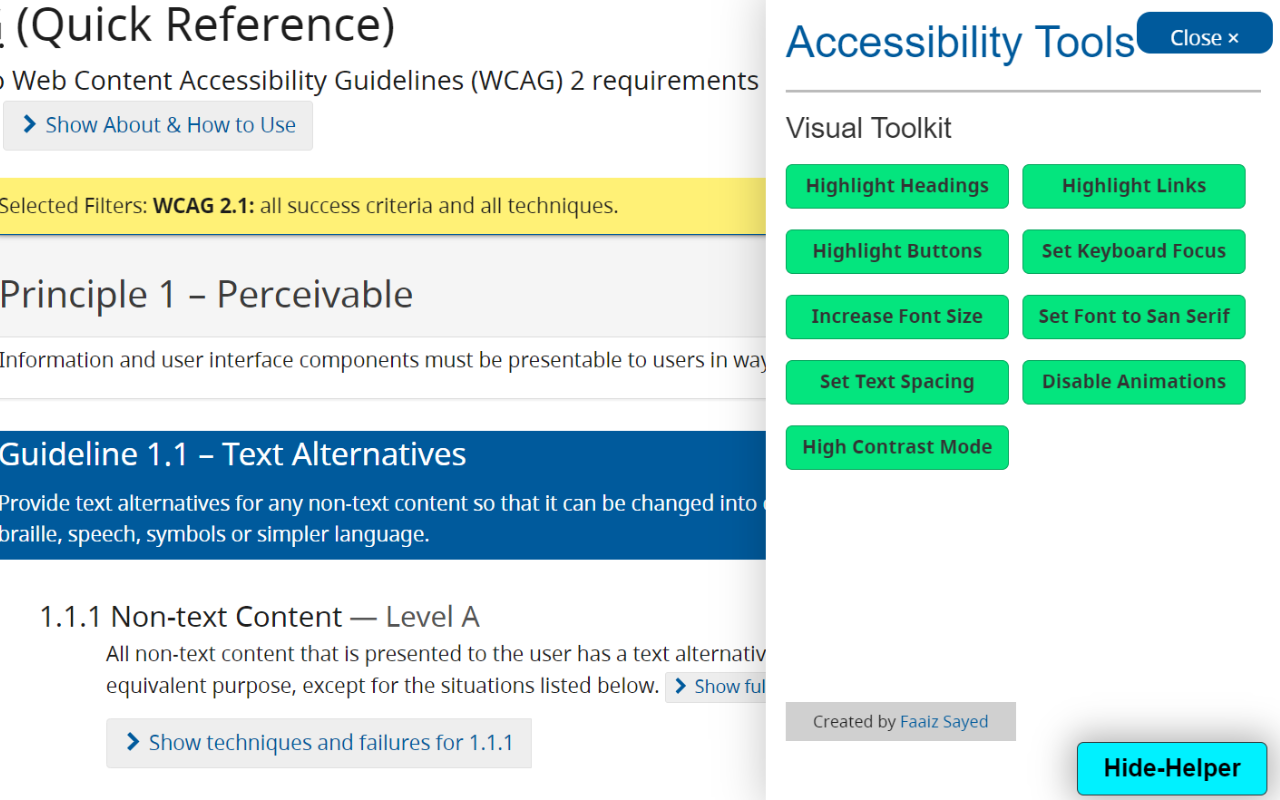 (Quick Reference)
Web Content Accessibility Guidelines (WCAG) 2 requirements
Show About & How to Use
Selected Filters: WCAG 2.1: all success criteria and all techniques.
Principle 1 – Perceivable
Information and user interface components must be presentable to users in way
Guideline 1.1 – Text Alternatives
Provide text alternatives for any non-text content so that it can be changed into
braille, speech, symbols or simpler language.
1.1.1 Non-text Content — Level A
All non-text content that is presented to the user has a text alternativ
equivalent purpose, except for the situations listed below. Show ful
Show techniques and failures for 1.1.1
Accessibility Tools
Close ×
Visual Toolkit
Highlight Headings
Highlight Links
Highlight Buttons
Set Keyboard Focus
Increase Font Size
Set Font to San Serif
Set Text Spacing
Disable Animations
High Contrast Mode
Created by Faaiz Sayed
Hide-Helper